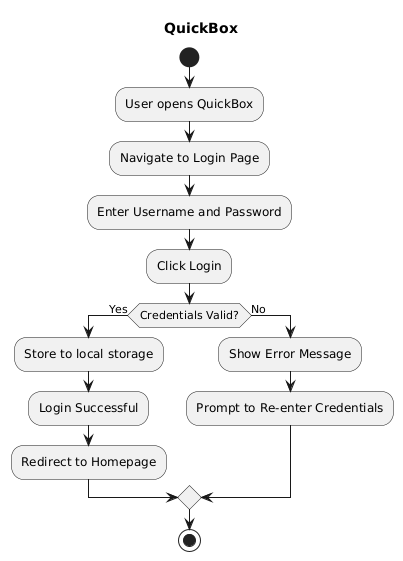 QuickBox
User opens QuickBox
Navigate to Login Page
Enter Username and Password
Click Login
Credentials Valid?
Yes
No
Store to local storage
Login Successful
Redirect to Homepage
Show Error Message
Prompt to Re-enter Credentials